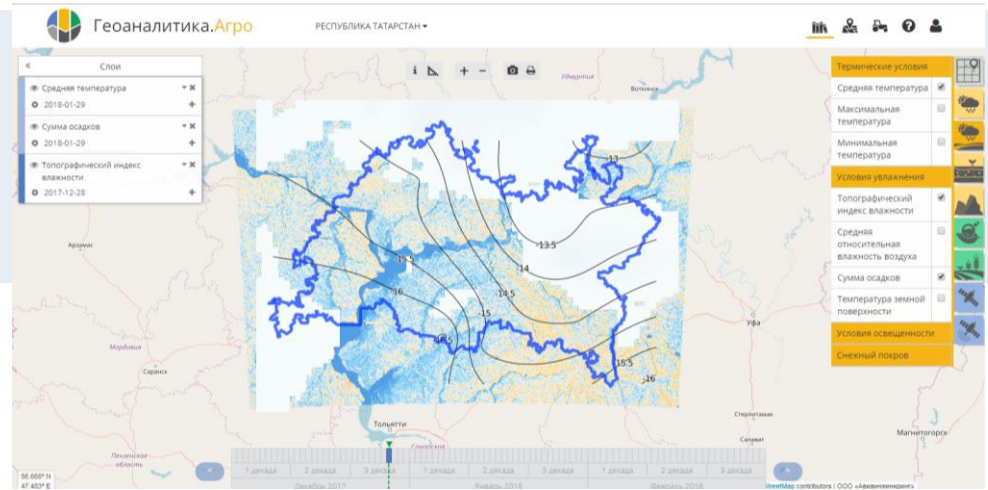 Геоаналитика.Агро
РЕСПУБЛИКА ТАТАРСТАН
Слои
Средняя температура
2018-01-29
Сумма осадков
2018-01-29
Топографический индекс
влажности
2017-12-28
Удмуртия
Воткинск
Арзамас
Мордовия
Саранск
Пензенская
область
Тольятти
Уфа
Стерлитамак
Салават
Магнитогорск
-13
-13.5
-14
-14.5
-15
-15.5
-16
-16.5
-15.5
-16
Термические условия
Средняя температура
Максимальная
температура
Минимальная
температура
Условия увлажнения
Топографический
индекс влажности
Средняя
относительная
влажность воздуха
Сумма осадков
Температура земной
поверхности
Условия освещенности
Снежный покров
1 декада 2 декада 3 декада 1 декада 2 декада 3 декада 1 декада 2 декада 3 декада
Декабрь 2017 Январь 2018 Февраль 2018
56.668° N
47.483° E
contributors | ООО «Авиаинжиниринг»